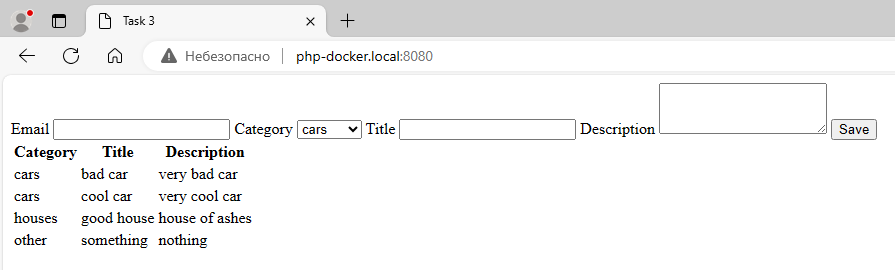 Task 3
Небезопасно php-docker.local:8080
Email Category cars Title Description Save
Category Title Description
cars bad car very bad car
cars cool car very cool car
houses good house house of ashes
other something nothing